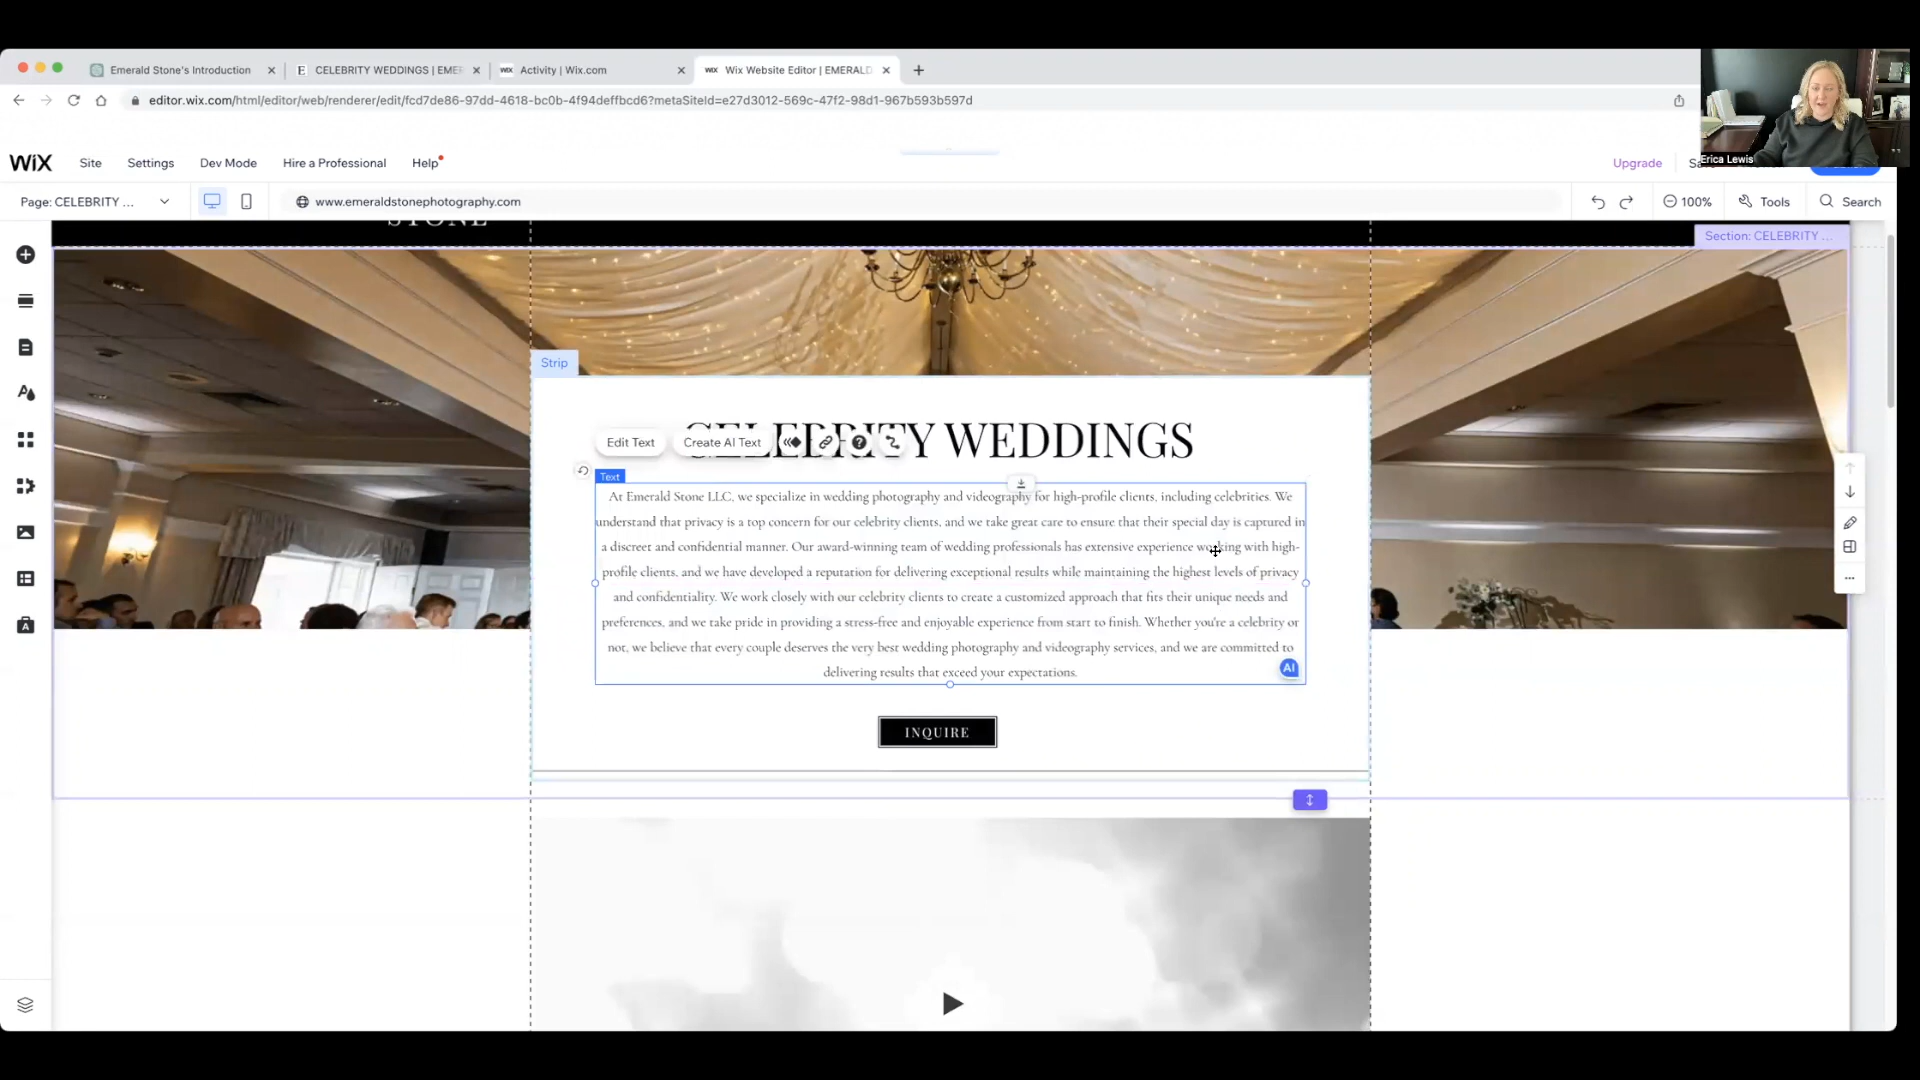 Emerald Stone's Introduction
E CELEBRITY WEDDINGS | EME
WiX Activity | Wix.com
WiX Wix Website Editor | EMERALD
editor.wix.com/html/editor/web/renderer/edit/fcd7de86-97dd-4618-bc0b-4f94deffbcd6?metaSiteId=e27d3012-569c-47f2-98d1-967b593b597d
Erica Lewis
WiX Site Settings Dev Mode Hire a Professional Help Upgrade
Page: CELEBRITY ... www.emeraldstonephotography.com 100% Tools Search
STONE
Section: CELEBRITY ...
Strip
CELEBRITY WEDDINGS
Edit Text Create AI Text
Text
At Emerald Stone LLC, we specialize in wedding photography and videography for high-profile clients, including celebrities. We
understand that privacy is a top concern for our celebrity clients, and we take great care to ensure that their special day is captured in
a discreet and confidential manner. Our award-winning team of wedding professionals has extensive experience working with high-
profile clients, and we have developed a reputation for delivering exceptional results while maintaining the highest levels of privacy
and confidentiality. We work closely with our celebrity clients to create a customized approach that fits their unique needs and
preferences, and we take pride in providing a stress-free and enjoyable experience from start to finish. Whether you're a celebrity or
not, we believe that every couple deserves the very best wedding photography and videography services, and we are committed to
delivering results that exceed your expectations.
AI
INQUIRE